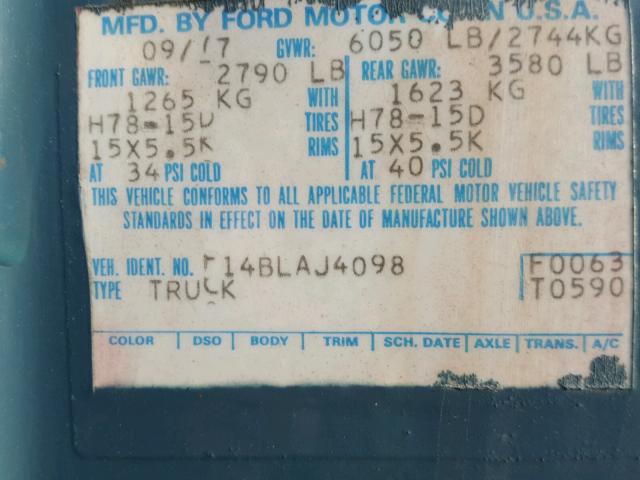 MFD. BY FORD MOTOR CO. IN U.S.A.
09/77 GVWR: 6050 LB/2744KG
FRONT GAWR: 2790 LB REAR GAWR: 3580 LB
1265 KG WITH 1623 KG WITH
H78-15D TIRES H78-15D TIRES
15X5.5K RIMS 15X5.5K RIMS
AT 34 PSI COLD AT 40 PSI COLD
THIS VEHICLE CONFORMS TO ALL APPLICABLE FEDERAL MOTOR VEHICLE SAFETY
STANDARDS IN EFFECT ON THE DATE OF MANUFACTURE SHOWN ABOVE.
VEH. IDENT. NO. F14BLAJ4098 F0063
TYPE TRUCK T0590
COLOR DSO BODY TRIM SCH. DATE AXLE TRANS. A/C